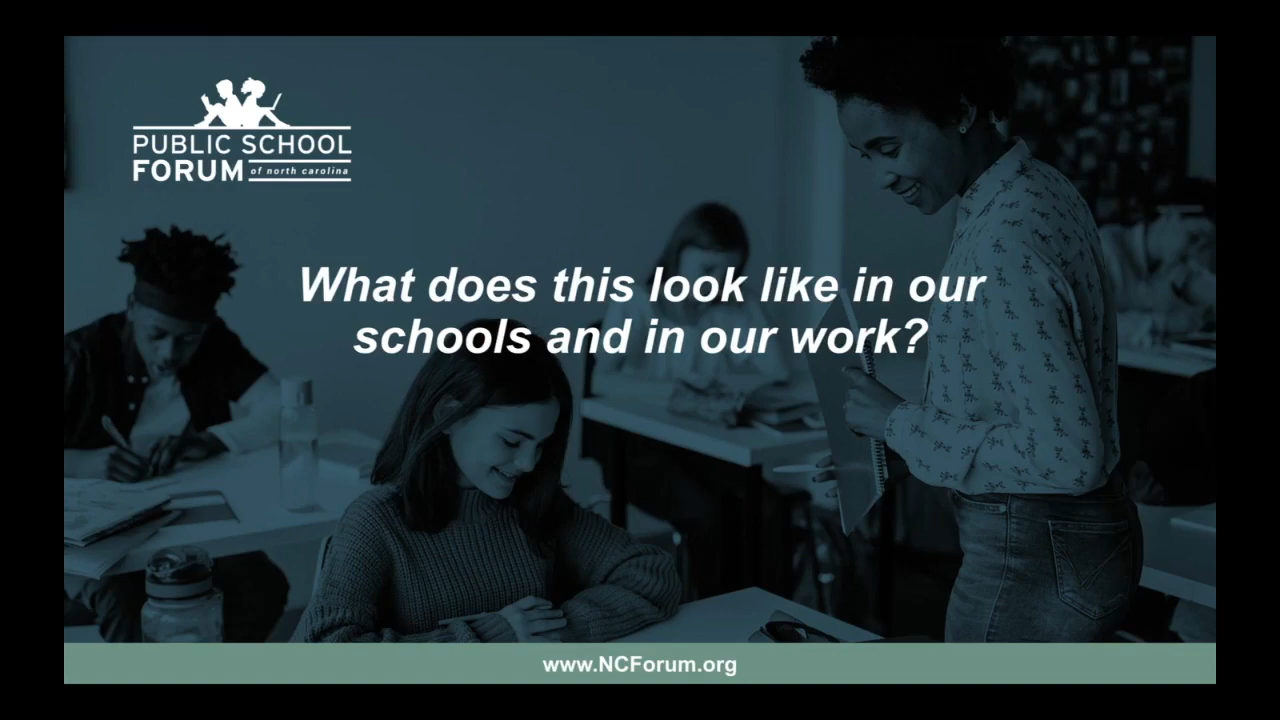 PUBLIC SCHOOL
FORUM of north carolina
What does this look like in our
schools and in our work?
www.NCForum.org